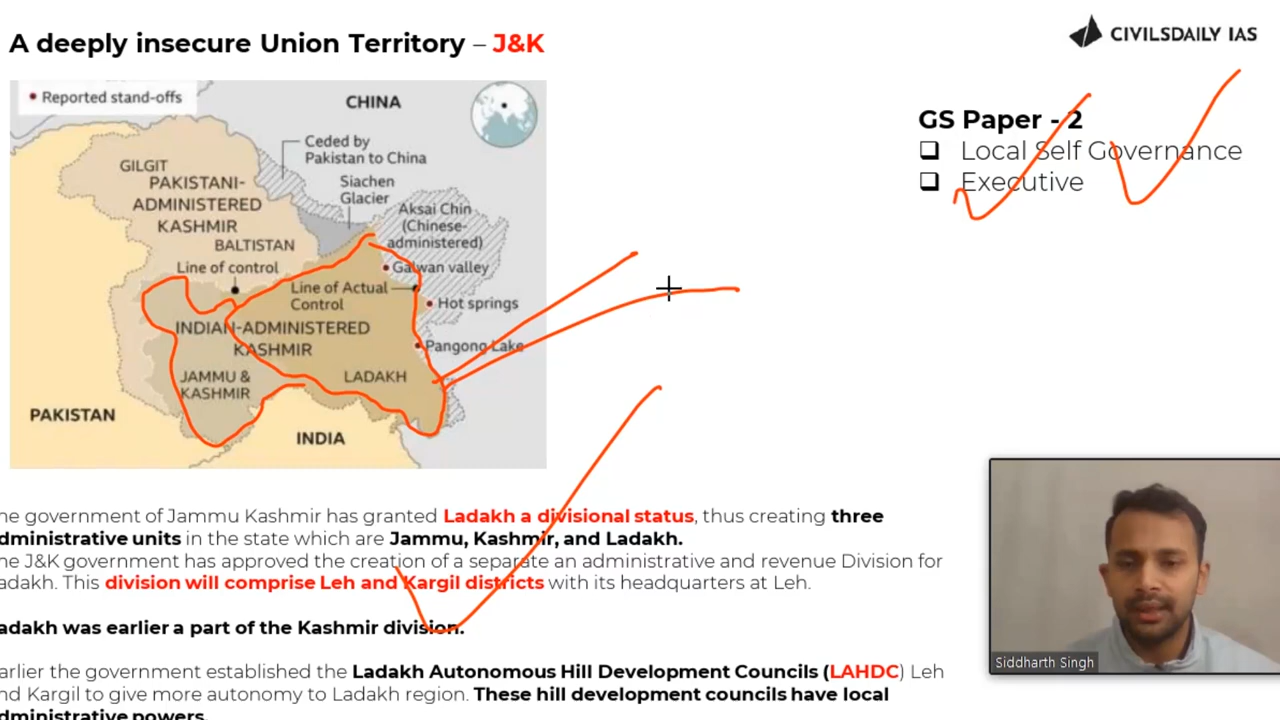 A deeply insecure Union Territory – J&K
CIVILSDAILY IAS
Reported stand-offs
CHINA
Ceded by
Pakistan to China
GILGIT
PAKISTANI-
ADMINISTERED
KASHMIR
BALTISTAN
Siachen
Glacier
Aksai Chin
(Chinese-
administered)
Line of control
Galwan valley
Line of Actual
Control
Hot springs
INDIAN-ADMINISTERED
KASHMIR
Pangong Lake
JAMMU &
KASHMIR
LADAKH
PAKISTAN
INDIA
GS Paper - 2
Local Self Governance
Executive
he government of Jammu Kashmir has granted Ladakh a divisional status, thus creating three
dministrative units in the state which are Jammu, Kashmir, and Ladakh.
he J&K government has approved the creation of a separate an administrative and revenue Division for
adakh. This division will comprise Leh and Kargil districts with its headquarters at Leh.
adakh was earlier a part of the Kashmir division.
arlier the government established the Ladakh Autonomous Hill Development Councils (LAHDC) Leh
nd Kargil to give more autonomy to Ladakh region. These hill development councils have local
dministrative powers.
Siddharth Singh